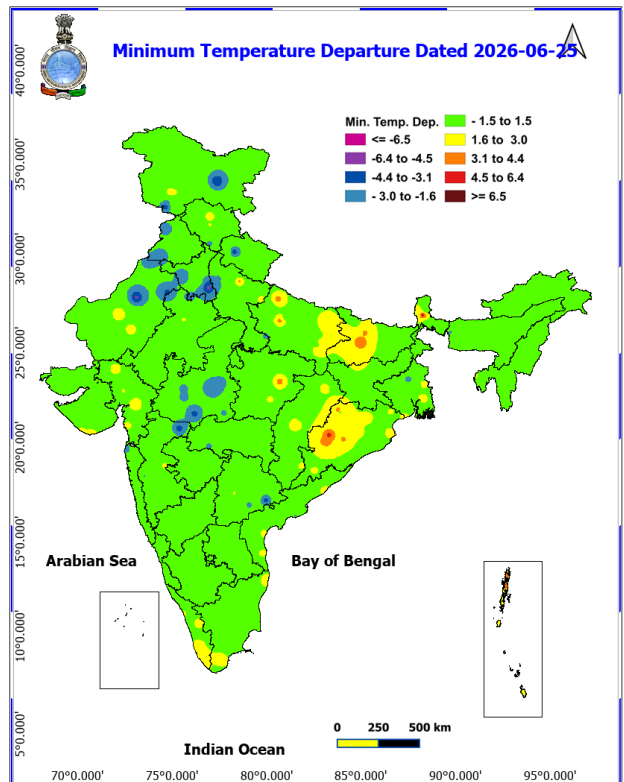 Minimum Temperature Departure Dated 2026-06-25
Min. Temp. Dep.
<= -6.5
-6.4 to -4.5
-4.4 to -3.1
- 3.0 to -1.6
- 1.5 to 1.5
1.6 to 3.0
3.1 to 4.4
4.5 to 6.4
>= 6.5
40°0.000'
35°0.000'
30°0.000'
25°0.000'
20°0.000'
15°0.000'
10°0.000'
5°0.000'
Arabian Sea
Bay of Bengal
Indian Ocean
0 250 500 km
70°0.000' 75°0.000' 80°0.000' 85°0.000' 90°0.000' 95°0.000'